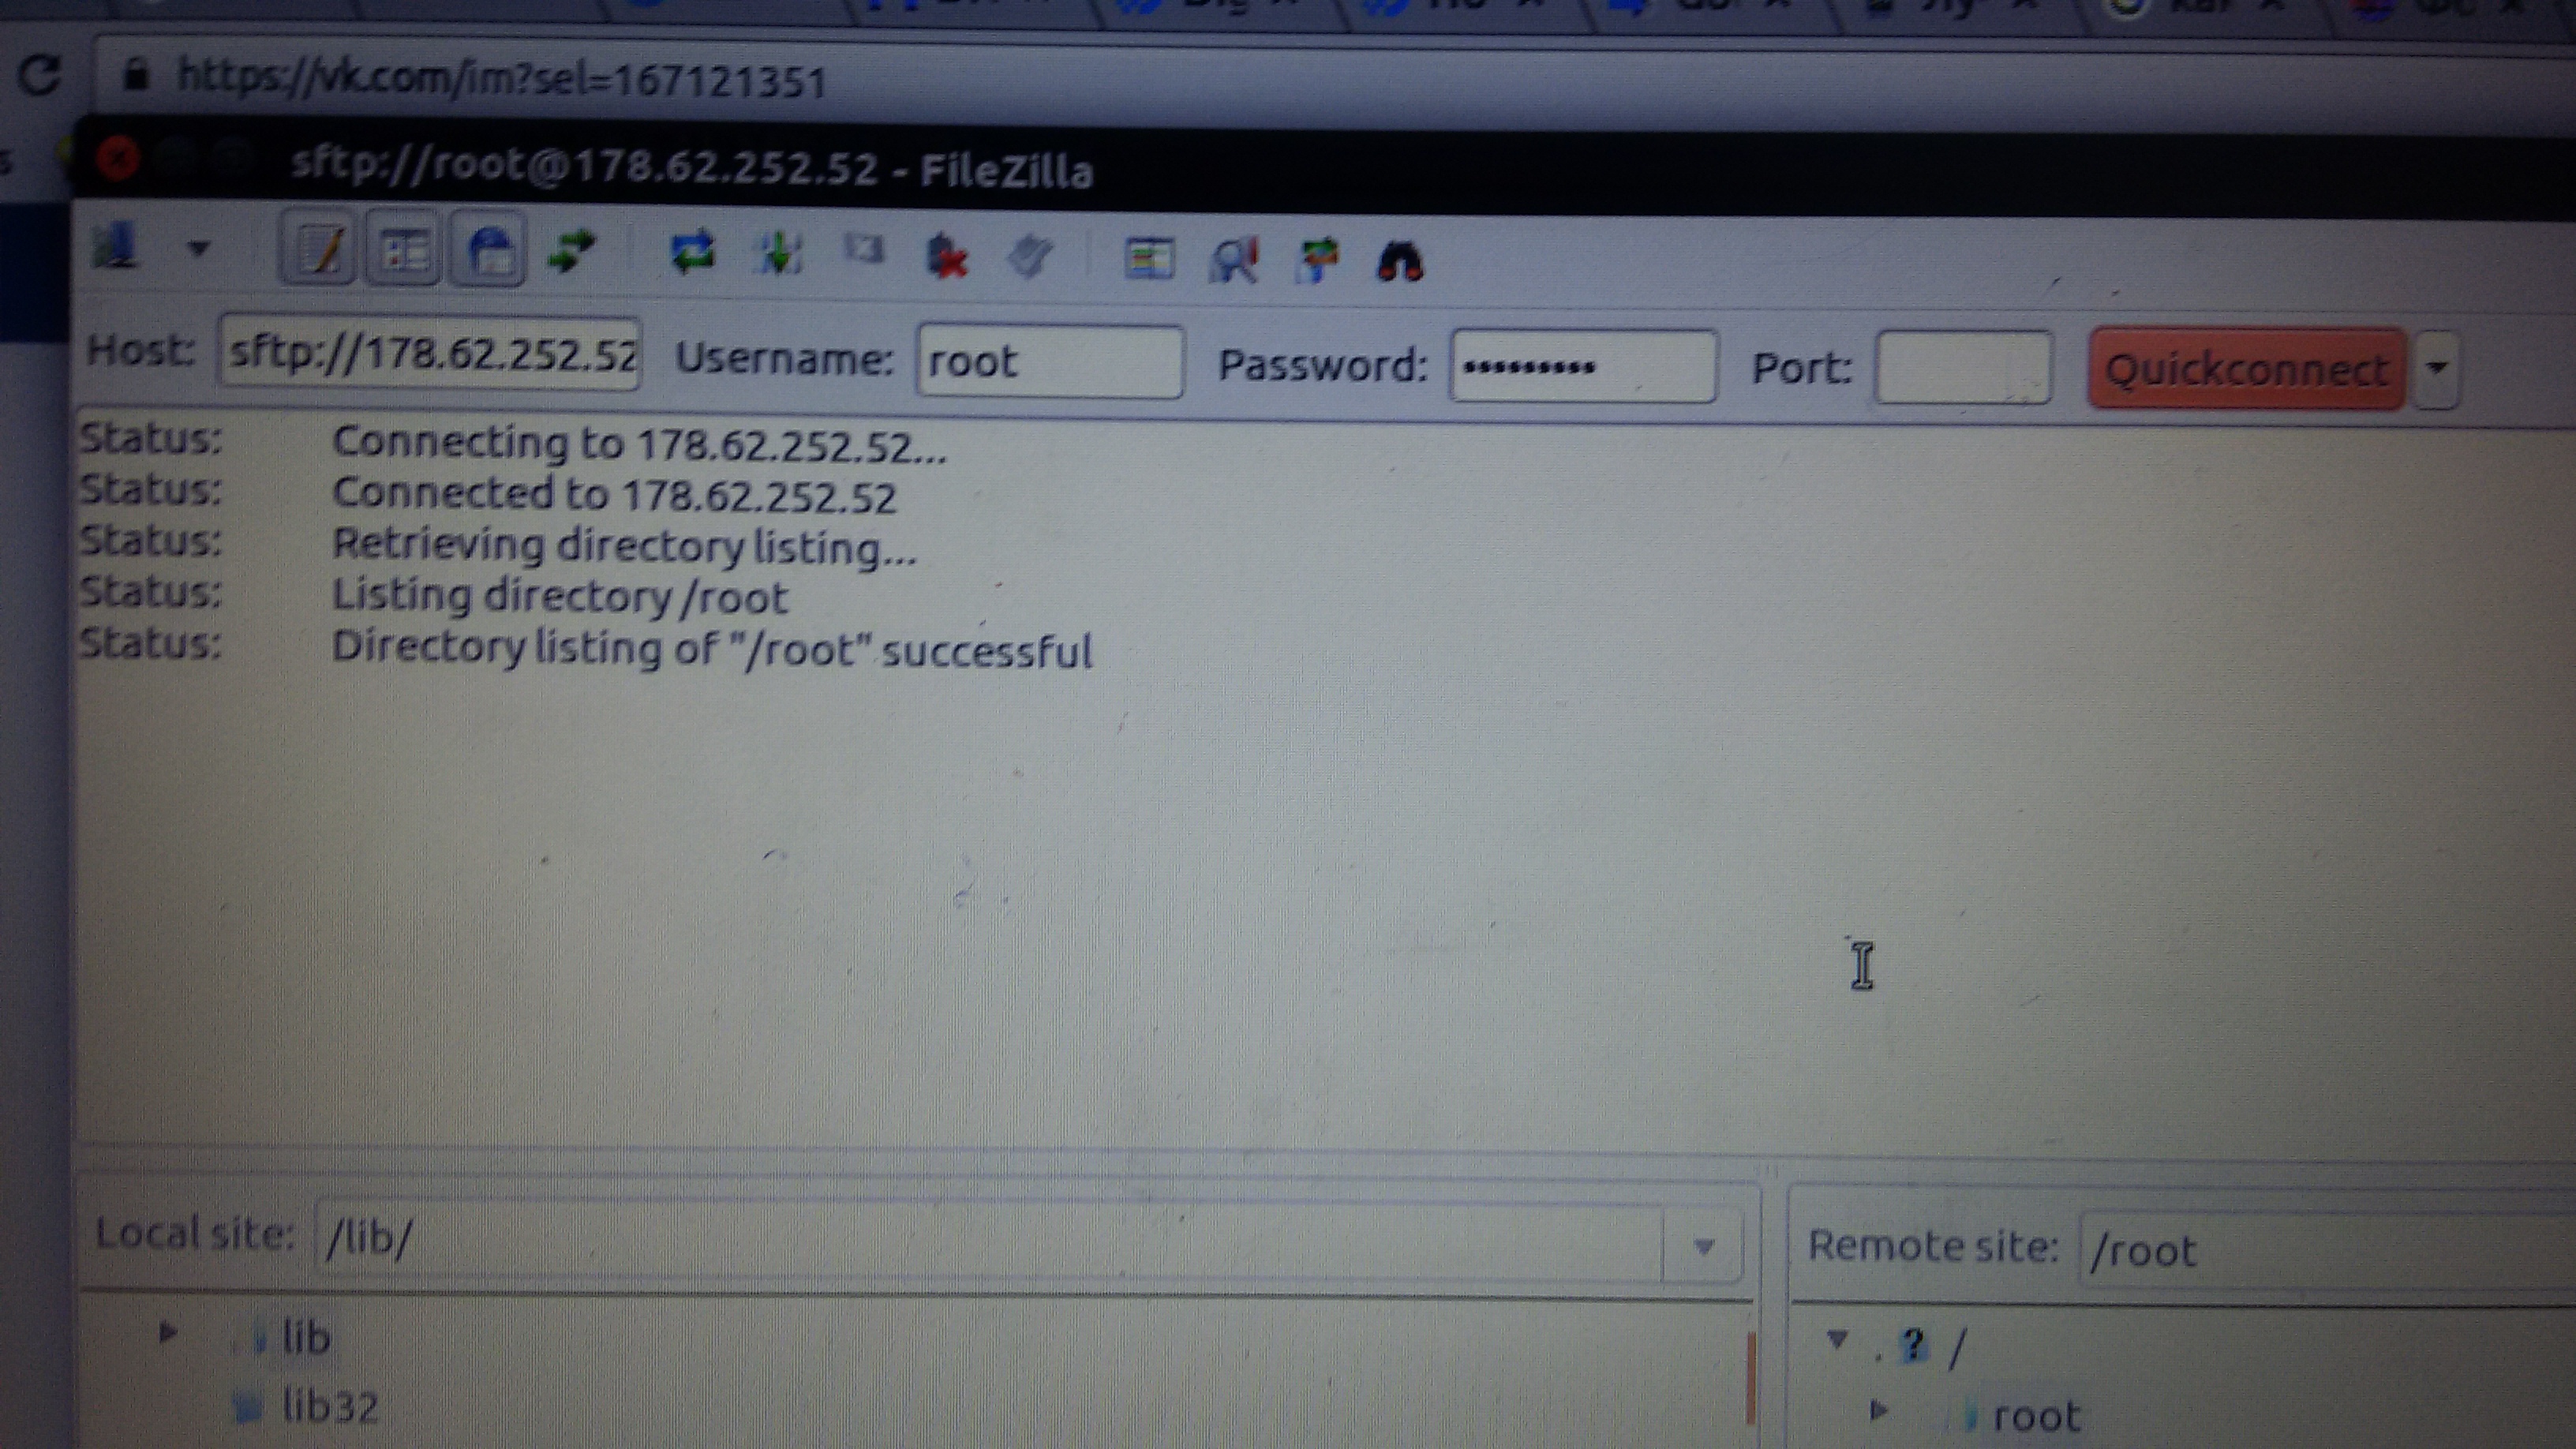 https://vk.com/im?sel=167121351
sftp://root@178.62.252.52 - FileZilla
Host: sftp://178.62.252.52 Username: root Password: ••••••••• Port: Quickconnect
Status: Connecting to 178.62.252.52...
Status: Connected to 178.62.252.52
Status: Retrieving directory listing...
Status: Listing directory /root
Status: Directory listing of "/root" successful
Local site: /lib/
Remote site: /root
lib
? /
lib32
root